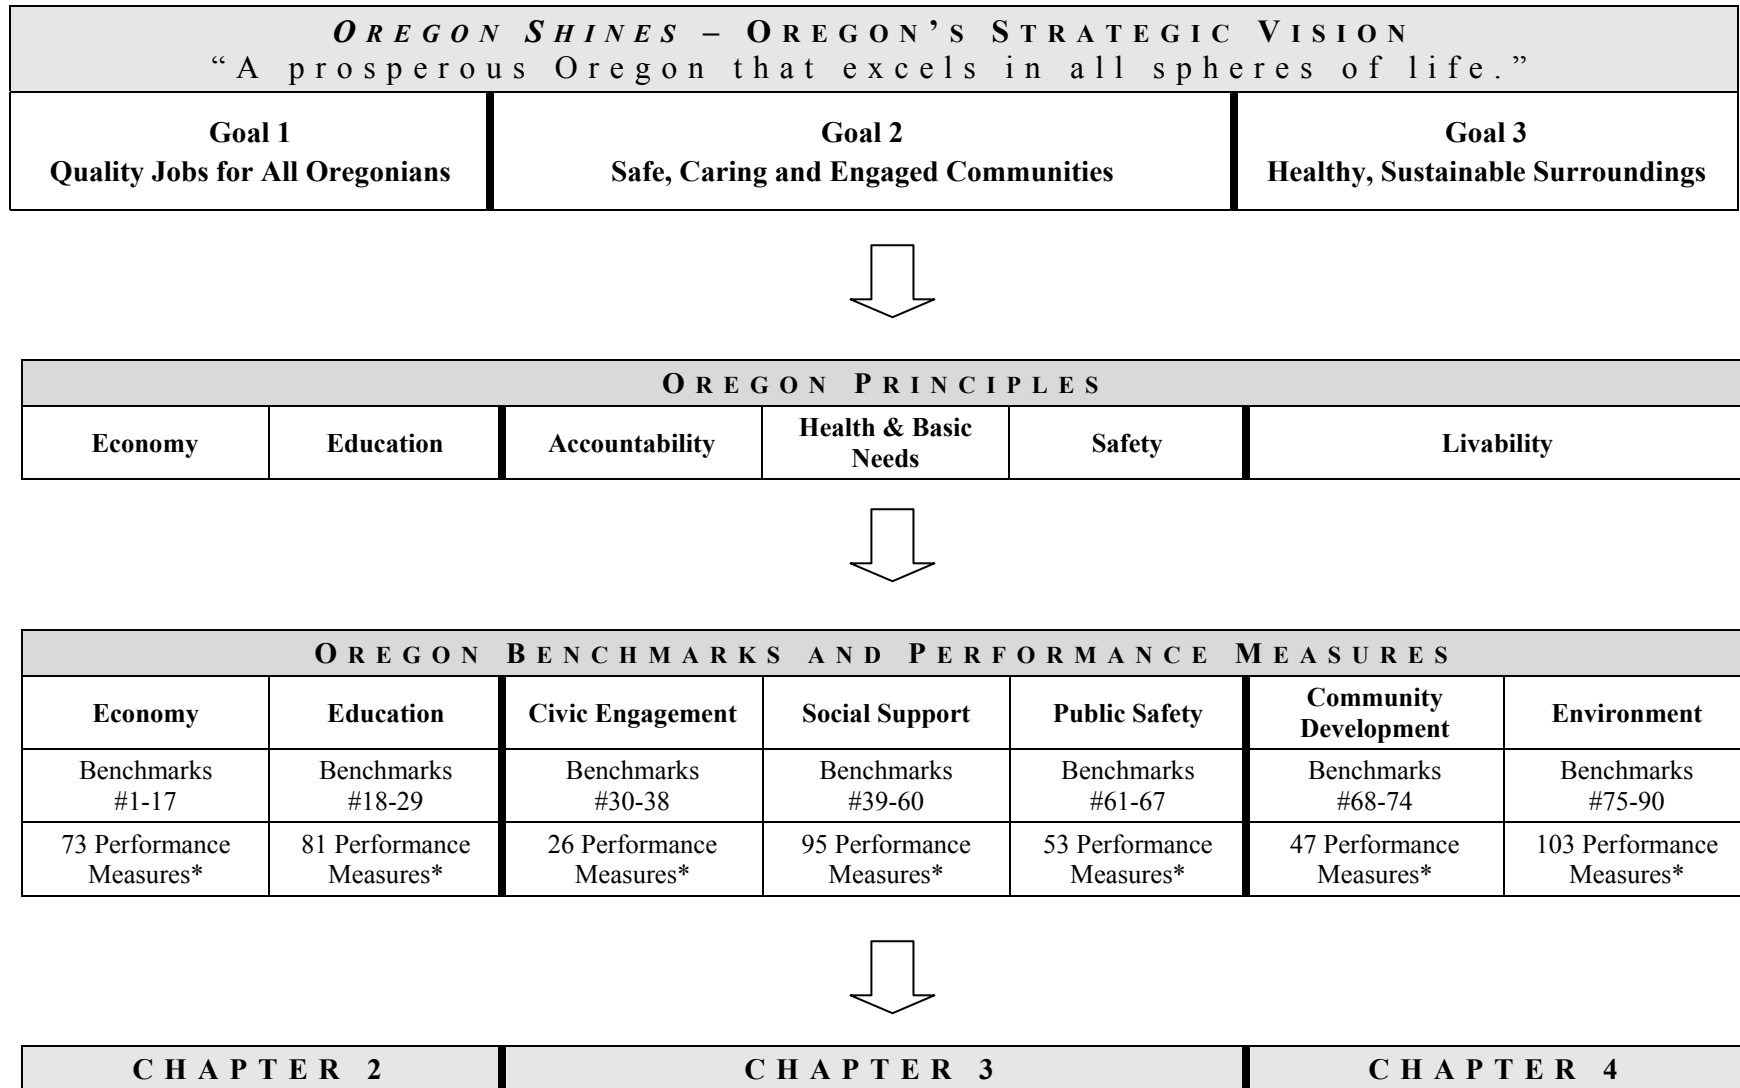 OREGON SHINES – OREGON'S STRATEGIC VISION
“A prosperous Oregon that excels in all spheres of life.”
Goal 1
Quality Jobs for All Oregonians
Goal 2
Safe, Caring and Engaged Communities
Goal 3
Healthy, Sustainable Surroundings
OREGON PRINCIPLES
Economy
Education
Accountability
Health & Basic
Needs
Safety
Livability
OREGON BENCHMARKS AND PERFORMANCE MEASURES
Economy
Education
Civic Engagement
Social Support
Public Safety
Community
Development
Environment
Benchmarks
#1-17
Benchmarks
#18-29
Benchmarks
#30-38
Benchmarks
#39-60
Benchmarks
#61-67
Benchmarks
#68-74
Benchmarks
#75-90
73 Performance
Measures*
81 Performance
Measures*
26 Performance
Measures*
95 Performance
Measures*
53 Performance
Measures*
47 Performance
Measures*
103 Performance
Measures*
CHAPTER 2
CHAPTER 3
CHAPTER 4